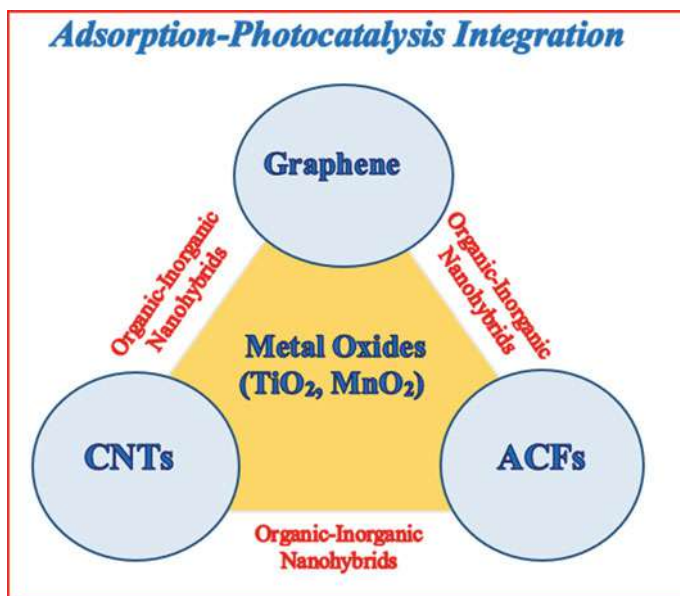 Adsorption-Photocatalysis Integration
Graphene
Organic-Inorganic
Nanohybrids
Organic-Inorganic
Nanohybrids
Metal Oxides
(TiO₂, MnO₂)
CNTs
ACFs
Organic-Inorganic
Nanohybrids